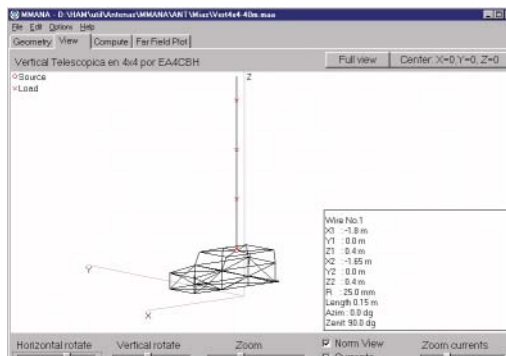 MMANA - D:\HAM\util\Antenas\MMANA\ANT\Mias\Vert4x4-40m.maa
File Edit Options Help
Geometry View Compute Far Field Plot
Vertical Telescopica en 4x4 por EA4CBH
Full view Center: X=0,Y=0, Z=0
Source
Load
Z
Y
X
Wire No.1
X1 :-1.8 m
Y1 : 0.0 m
Z1 : 0.4 m
X2 :-1.65 m
Y2 : 0.0 m
Z2 : 0.4 m
R : 25.0 mm
Length 0.15 m
Azim : 0.0 dg
Zenit 90.0 dg
Horizontal rotate Vertical rotate Zoom Norm View Zoom currents
Currents